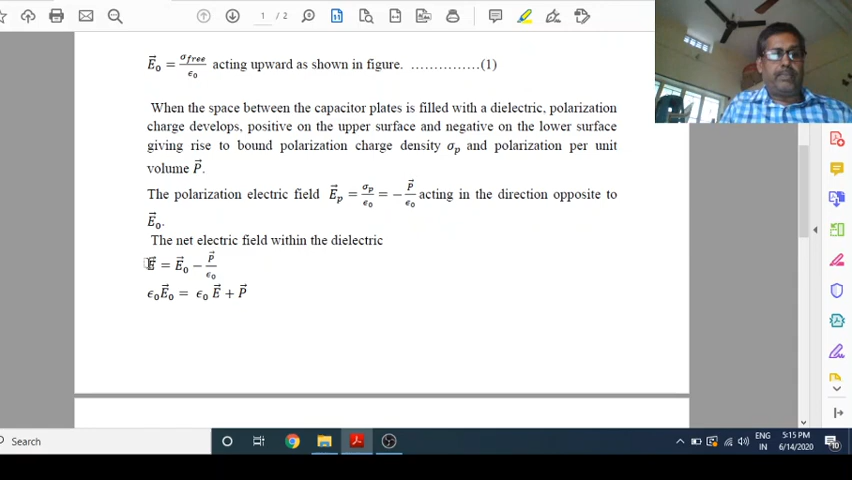 1 / 2
E⃗₀ = σ_free/ϵ₀ acting upward as shown in figure. ……………(1)
When the space between the capacitor plates is filled with a dielectric, polarization
charge develops, positive on the upper surface and negative on the lower surface
giving rise to bound polarization charge density σₚ and polarization per unit
volume P⃗.
The polarization electric field E⃗ₚ = σₚ/ϵ₀ = − P⃗/ϵ₀ acting in the direction opposite to
E⃗₀.
The net electric field within the dielectric
E⃗ = E⃗₀ − P⃗/ϵ₀
ϵ₀E⃗₀ = ϵ₀ E⃗ + P⃗
Search
ENG
IN
5:15 PM
6/14/2020
10